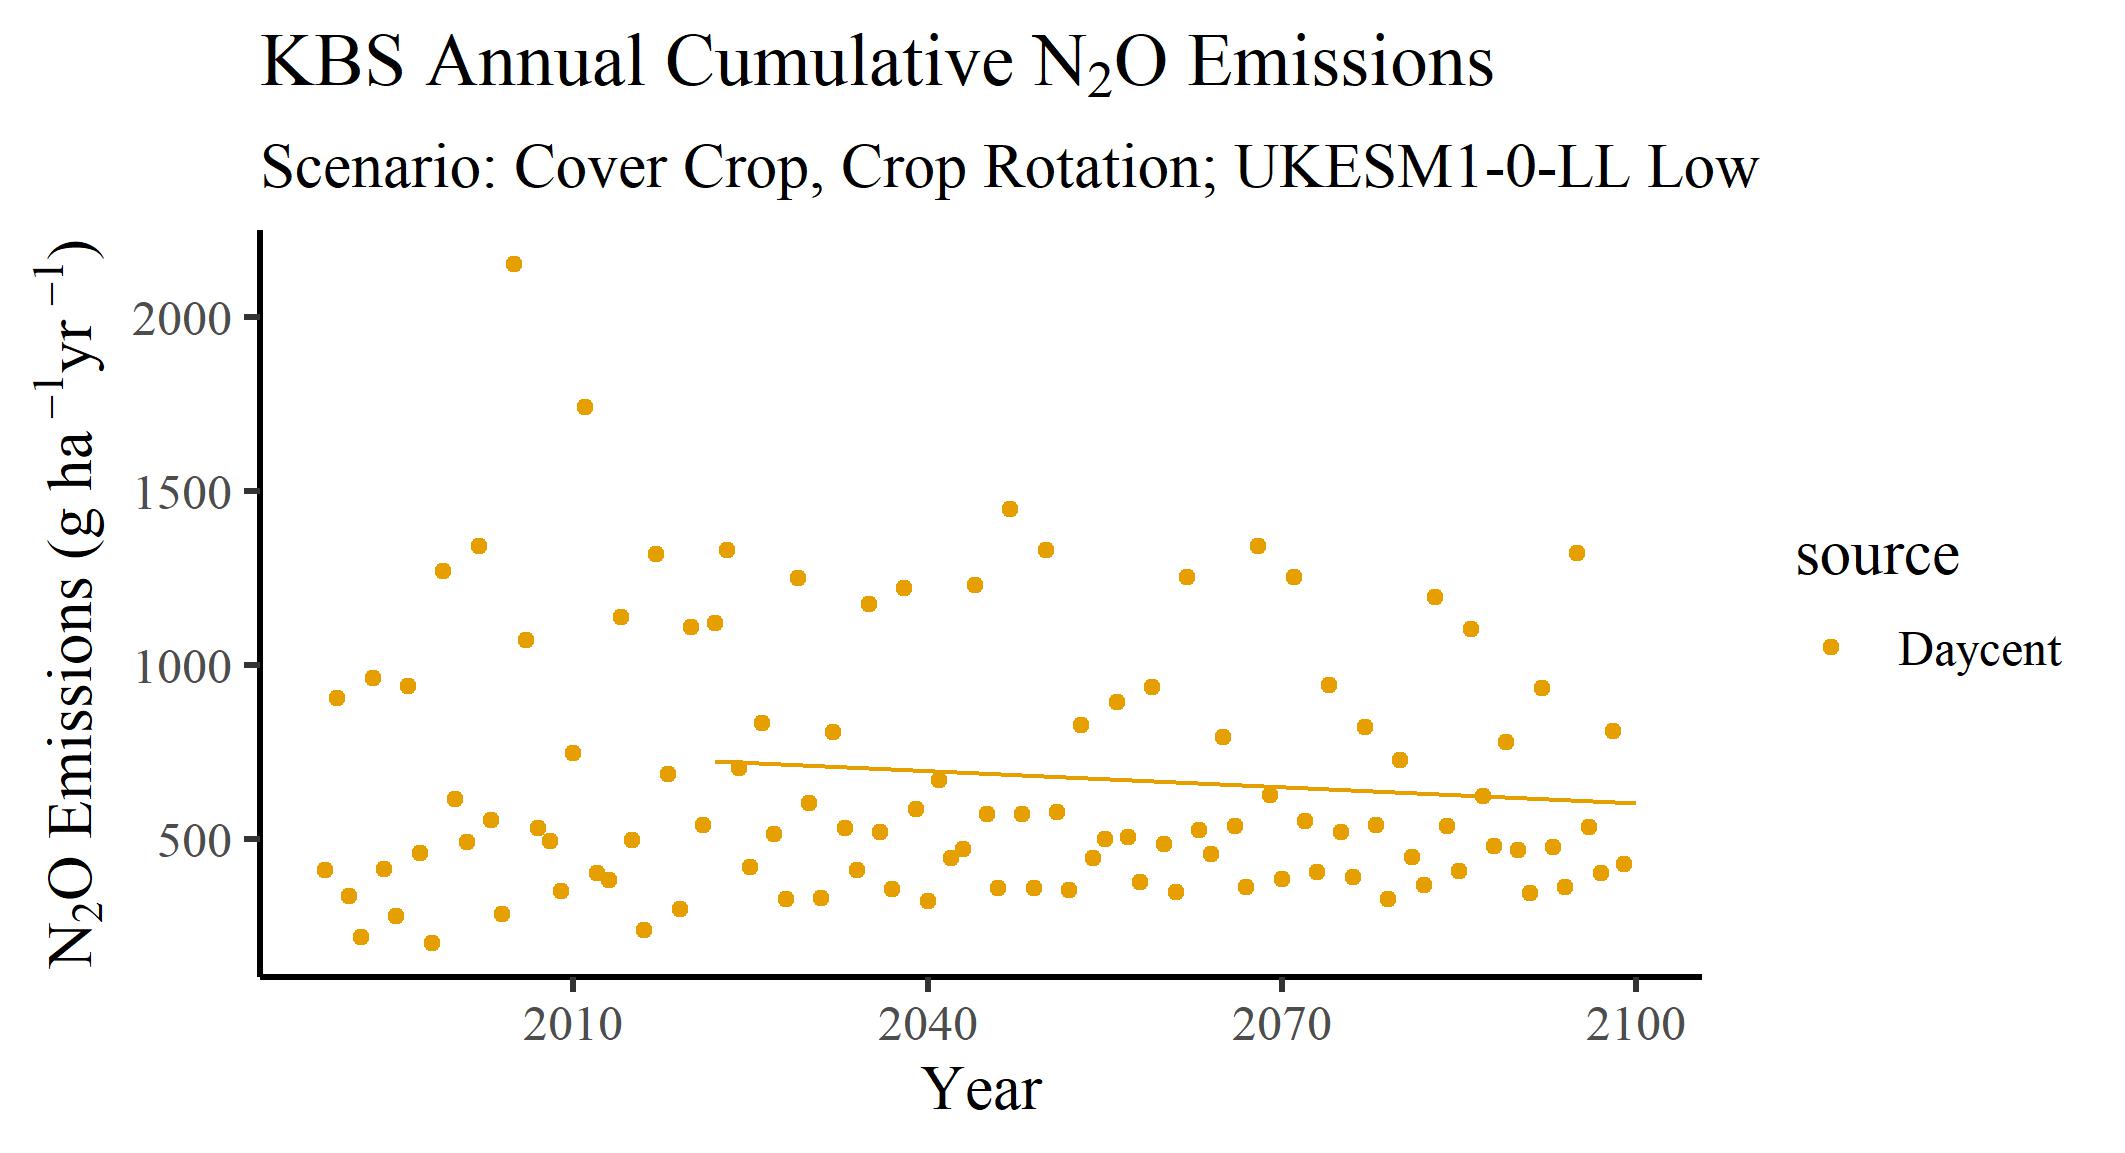 KBS Annual Cumulative N₂O Emissions
Scenario: Cover Crop, Crop Rotation; UKESM1-0-LL Low
N₂O Emissions (g ha ⁻¹yr ⁻¹)
2000
1500
1000
500
2010 2040 2070 2100
Year
source
Daycent